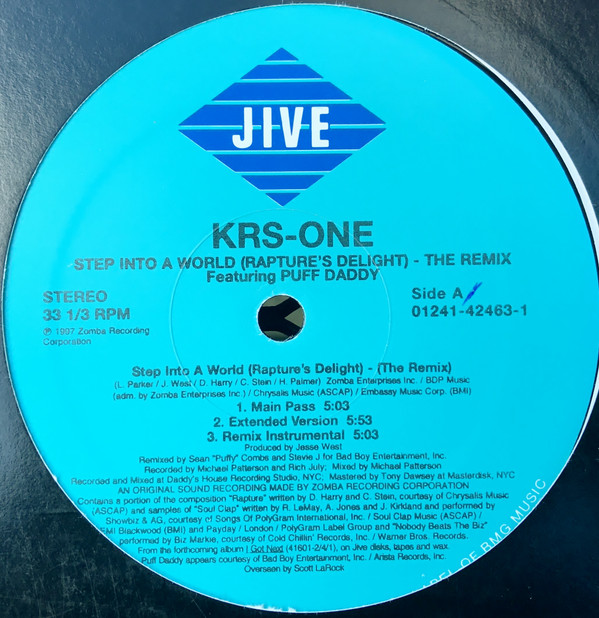 JIVE
KRS-ONE
STEP INTO A WORLD (RAPTURE'S DELIGHT) - THE REMIX
Featuring PUFF DADDY
STEREO
33 1/3 RPM
℗ 1997 Zomba Recording
Corporation
Side A
01241-42463-1
Step Into A World (Rapture's Delight) - (The Remix)
(L. Parker / J. West / D. Harry / C. Stein / H. Palmer) Zomba Enterprises Inc. / BDP Music
(adm. by Zomba Enterprises Inc.) / Chrysalis Music (ASCAP) / Embassy Music Corp. (BMI)
1. Main Pass 5:03
2. Extended Version 5:53
3. Remix Instrumental 5:03
Produced by Jesse West
Remixed by Sean "Puffy" Combs and Stevie J for Bad Boy Entertainment, Inc.
Recorded by Michael Patterson and Rich July; Mixed by Michael Patterson
Recorded and Mixed at Daddy's House Recording Studio, NYC; Mastered by Tony Dawsey at Masterdisk, NYC
AN ORIGINAL SOUND RECORDING MADE BY ZOMBA RECORDING CORPORATION
Contains a portion of the composition "Rapture" written by D. Harry and C. Stein, courtesy of Chrysalis Music
(ASCAP) and samples of "Soul Clap" written by R. LeMay, A. Jones and J. Kirkland and performed by
Showbiz & AG, courtesy of Songs Of PolyGram International, Inc. / Soul Clap Music (ASCAP) /
EMI Blackwood (BMI) and Payday / London / PolyGram Label Group and "Nobody Beats The Biz"
performed by Biz Markie, courtesy of Cold Chillin' Records, Inc. / Warner Bros. Records.
From the forthcoming album I Got Next (41601-2/4/1), on Jive discs, tapes and wax.
Puff Daddy appears courtesy of Bad Boy Entertainment, Inc. / Arista Records, Inc.
Overseen by Scott LaRock
OF BMG MUSIC